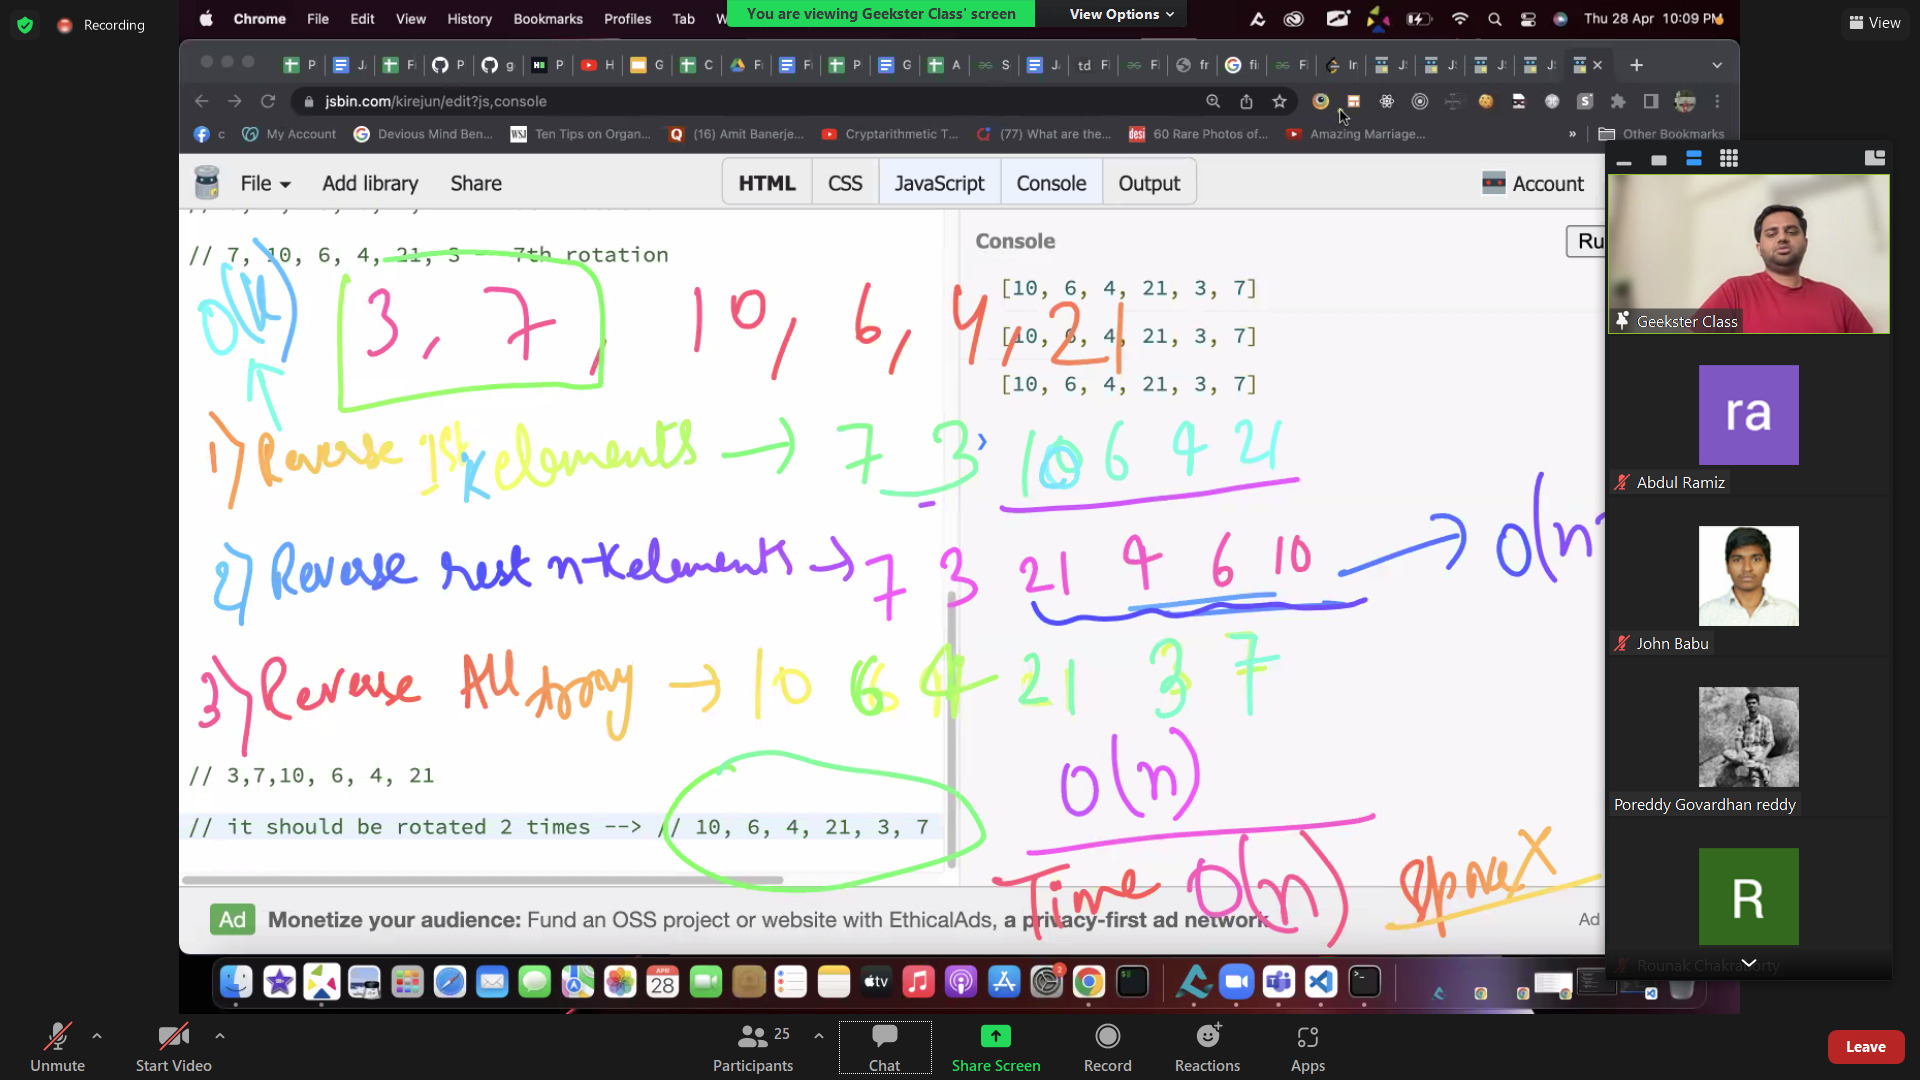 Recording
Chrome File Edit View History Bookmarks Profiles Tab W
You are viewing Geekster Class' screen
View Options
Thu 28 Apr 10:09 PM
View
jsbin.com/kirejun/edit?js,console
c My Account Devious Mind Ben... Ten Tips on Organ... (16) Amit Banerje... Cryptarithmetic T... (77) What are the... 60 Rare Photos of... Amazing Marriage... » Other Bookmarks
File Add library Share HTML CSS JavaScript Console Output Account
// 7, 10, 6, 4, 21, 3 7th rotation
Console
Ru
[10, 6, 4, 21, 3, 7]
[10, 6, 4, 21, 3, 7]
[10, 6, 4, 21, 3, 7]
O(k) 3, 7, 10, 6, 4, 21
1) Reverse 1st K elements → 7 3, 10 6 4 21
2) Reverse rest n-K elements → 7 3 21 4 6 10 → O(n-
3) Reverse All Array → 10 6 4 21 3 7
// 3,7,10, 6, 4, 21
O(n)
// it should be rotated 2 times --> // 10, 6, 4, 21, 3, 7
Time O(n) Space X
Ad Monetize your audience: Fund an OSS project or website with EthicalAds, a privacy-first ad network
Ad
Geekster Class
ra
Abdul Ramiz
John Babu
Poreddy Govardhan reddy
R
Rounak Chakraborty
APR
28
tv
2
Unmute Start Video Participants 25 Chat Share Screen Record Reactions Apps Leave